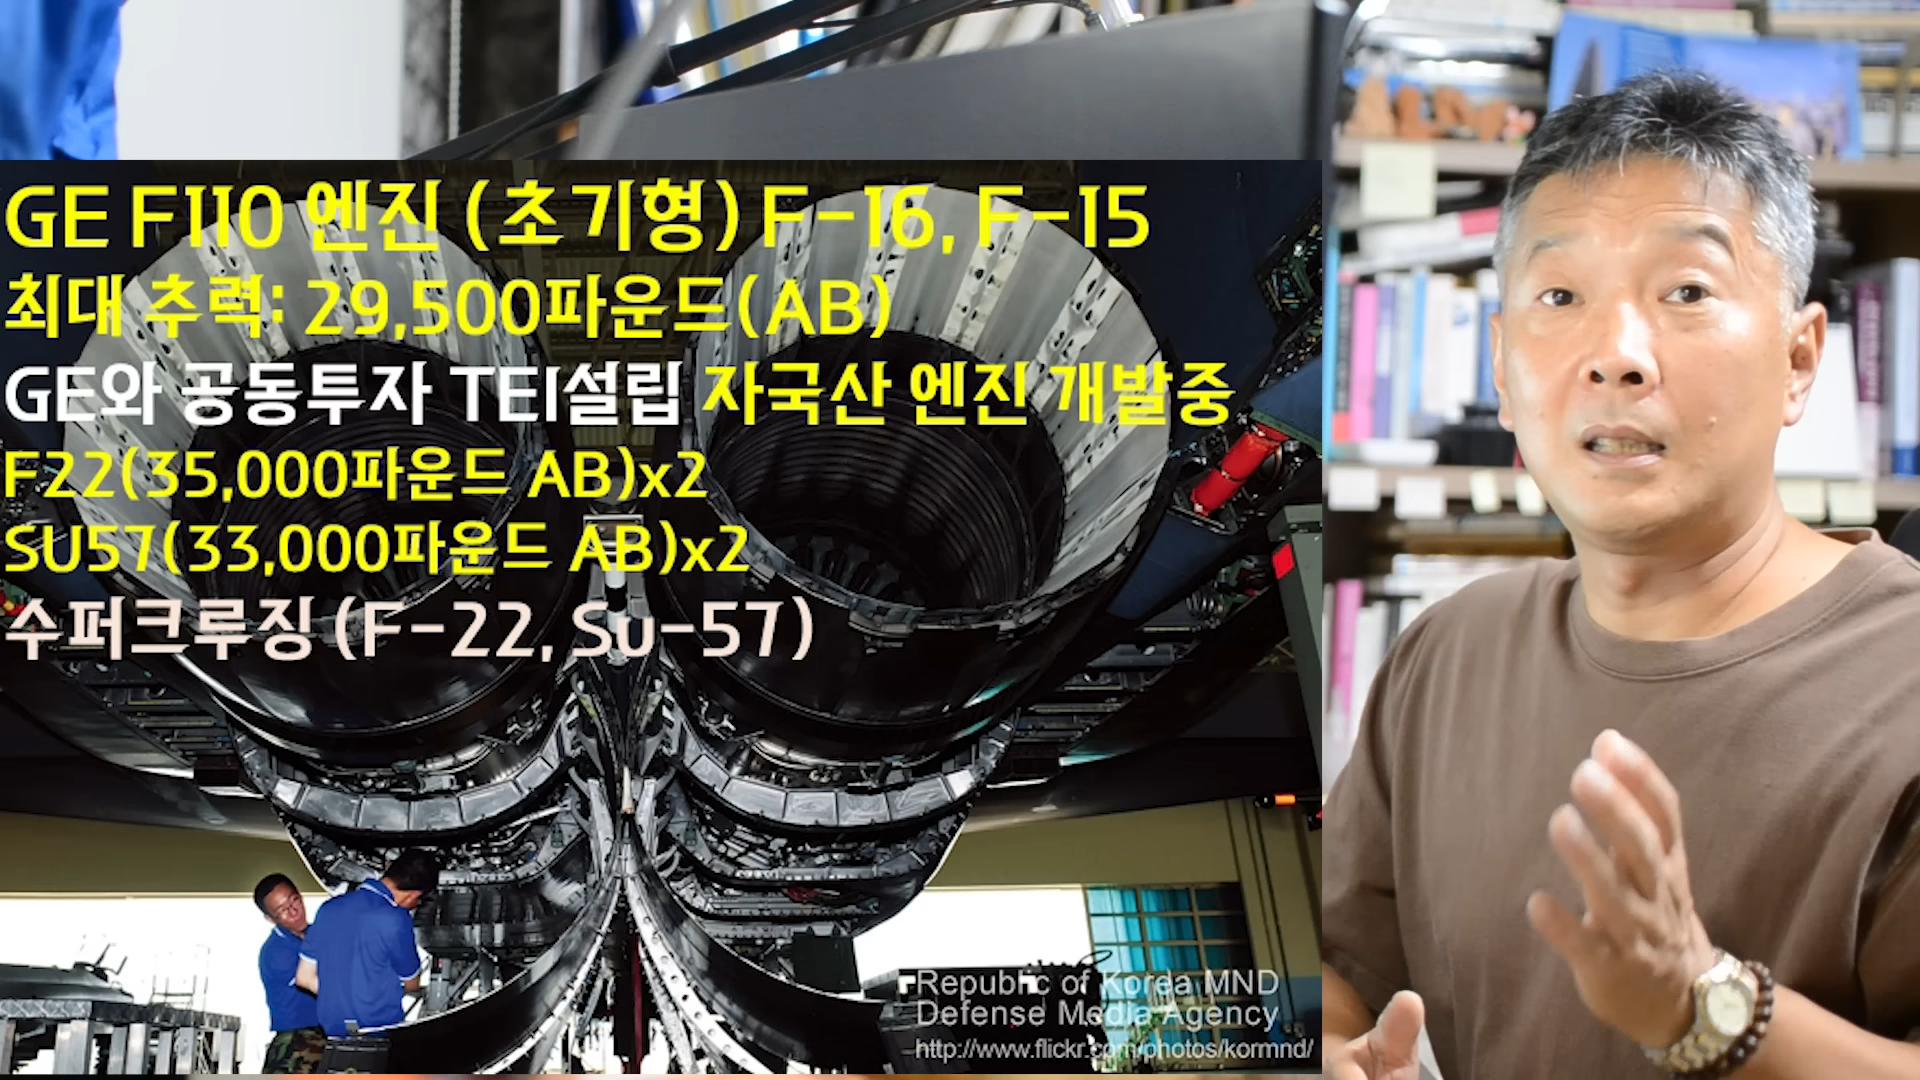 GE F110 엔진 (초기형) F-16, F-15
최대 추력: 29,500파운드(AB)
GE와 공동투자 TEI설립 자국산 엔진 개발중
F22(35,000파운드 AB)x2
SU57(33,000파운드 AB)x2
수퍼크루징 (F-22, Su-57)
Republic of Korea MND
Defense Media Agency
http://www.flickr.com/photos/kormnd/